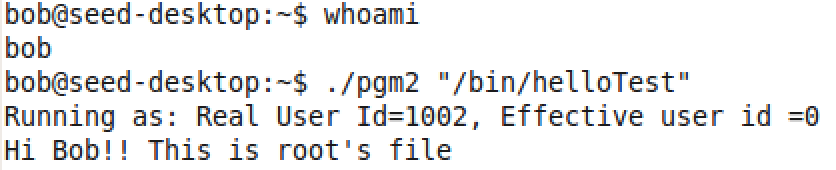 bob@seed-desktop:~$ whoami
bob
bob@seed-desktop:~$ ./pgm2 "/bin/helloTest"
Running as: Real User Id=1002, Effective user id =0
Hi Bob!! This is root's file